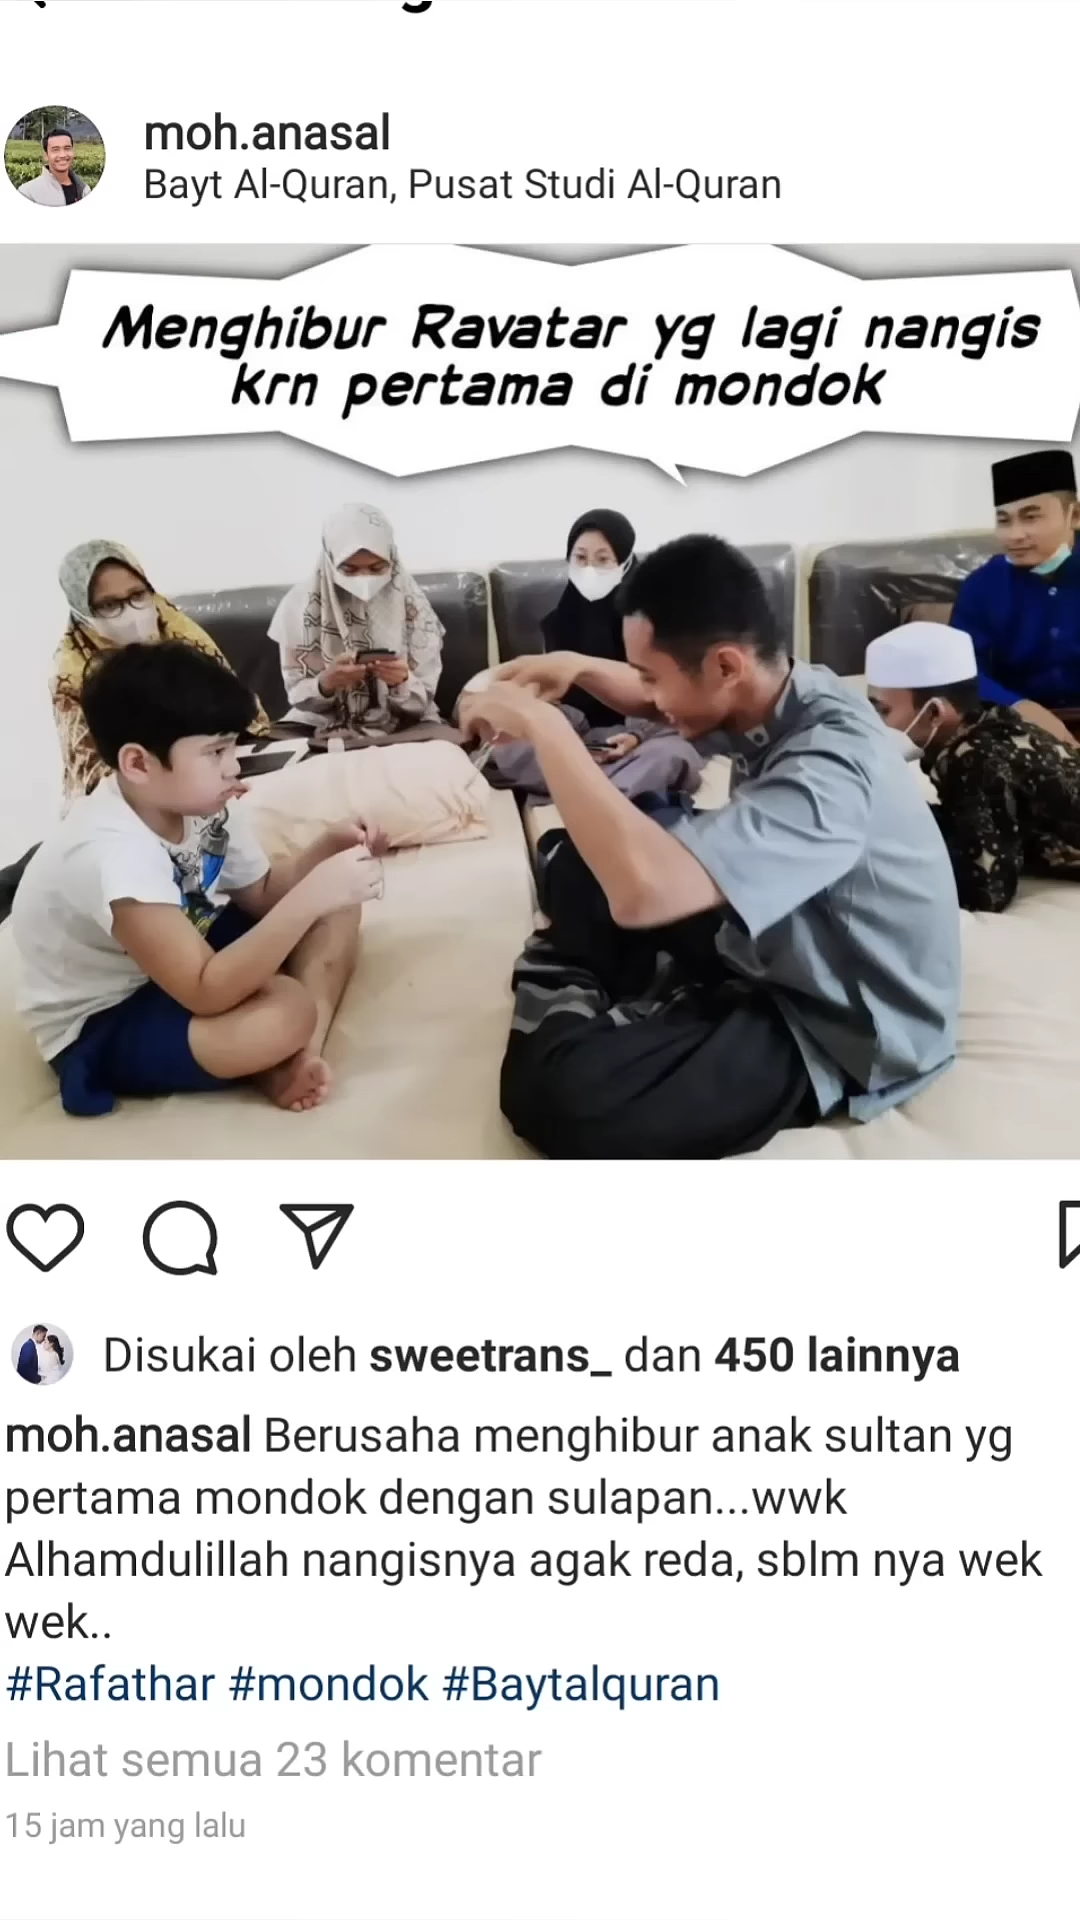 moh.anasal
Bayt Al-Quran, Pusat Studi Al-Quran
Menghibur Ravatar yg lagi nangis
krn pertama di mondok
Disukai oleh sweetrans_ dan 450 lainnya
moh.anasal Berusaha menghibur anak sultan yg
pertama mondok dengan sulapan...wwk
Alhamdulillah nangisnya agak reda, sblm nya wek
wek..
#Rafathar #mondok #Baytalquran
Lihat semua 23 komentar
15 jam yang lalu